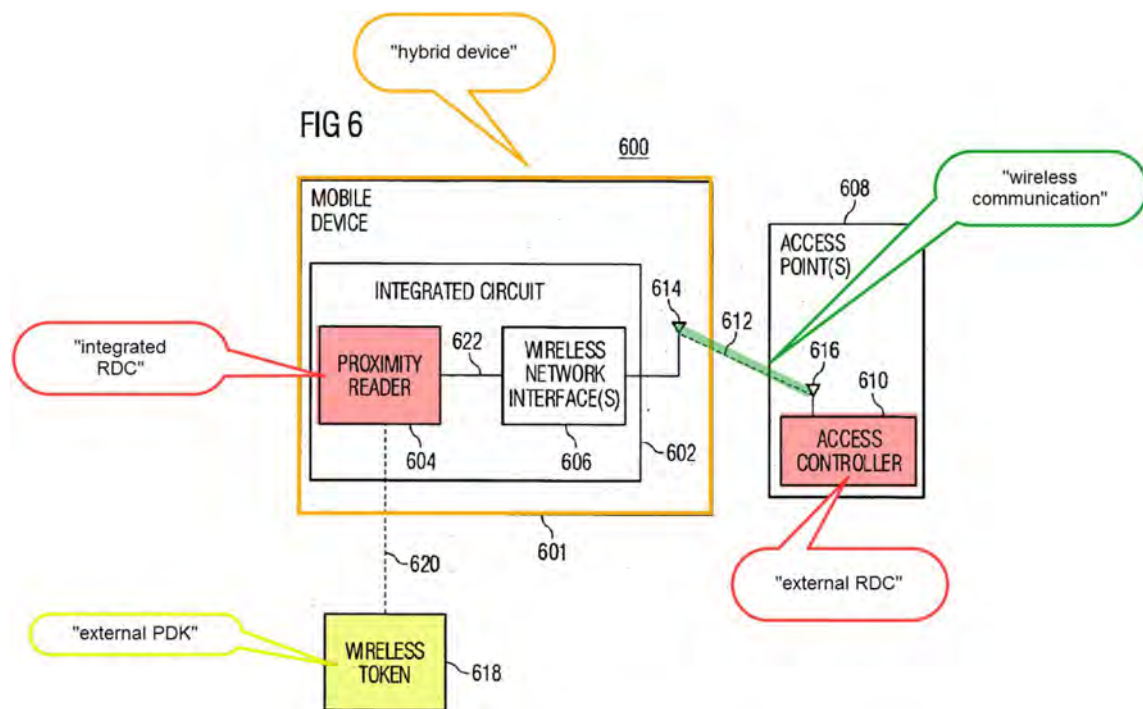 "hybrid device"
FIG 6
600
"wireless
communication"
MOBILE
DEVICE
608
ACCESS
POINT(S)
INTEGRATED CIRCUIT
614
612
"integrated
RDC"
PROXIMITY
READER
622
WIRELESS
NETWORK
INTERFACE(S)
616
610
604
606
602
ACCESS
CONTROLLER
601
620
"external RDC"
"external PDK"
WIRELESS
TOKEN
618